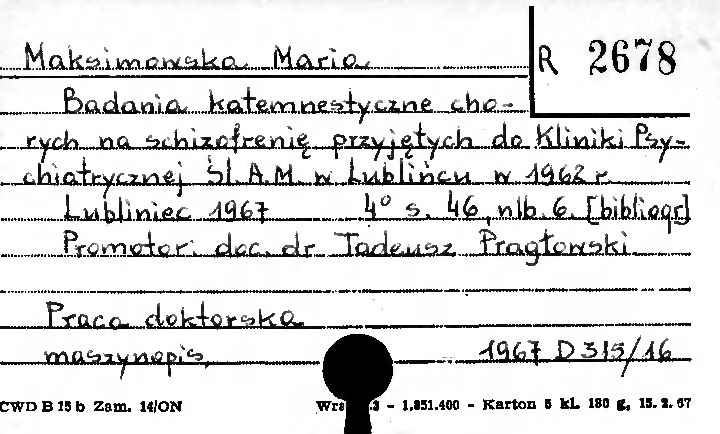 Maksimowska Maria
R 2678
Badania katemnestyczne cho-
rych na schizofrenię przyjętych do Kliniki Psy-
chiatrycznej Śl. A. M. w Lublińcu w 1962 r.
Lubliniec 1967 4° s. 46, nlb. 6. [bibliogr]
Promotor: doc. dr Tadeusz Pragłowski
Praca doktorska
maszynopis, 1967 D 315/16
CWD B 15 b Zam. 14/ON - 1.851.400 - Karton 5 kl. 180 g, 15. 2. 67